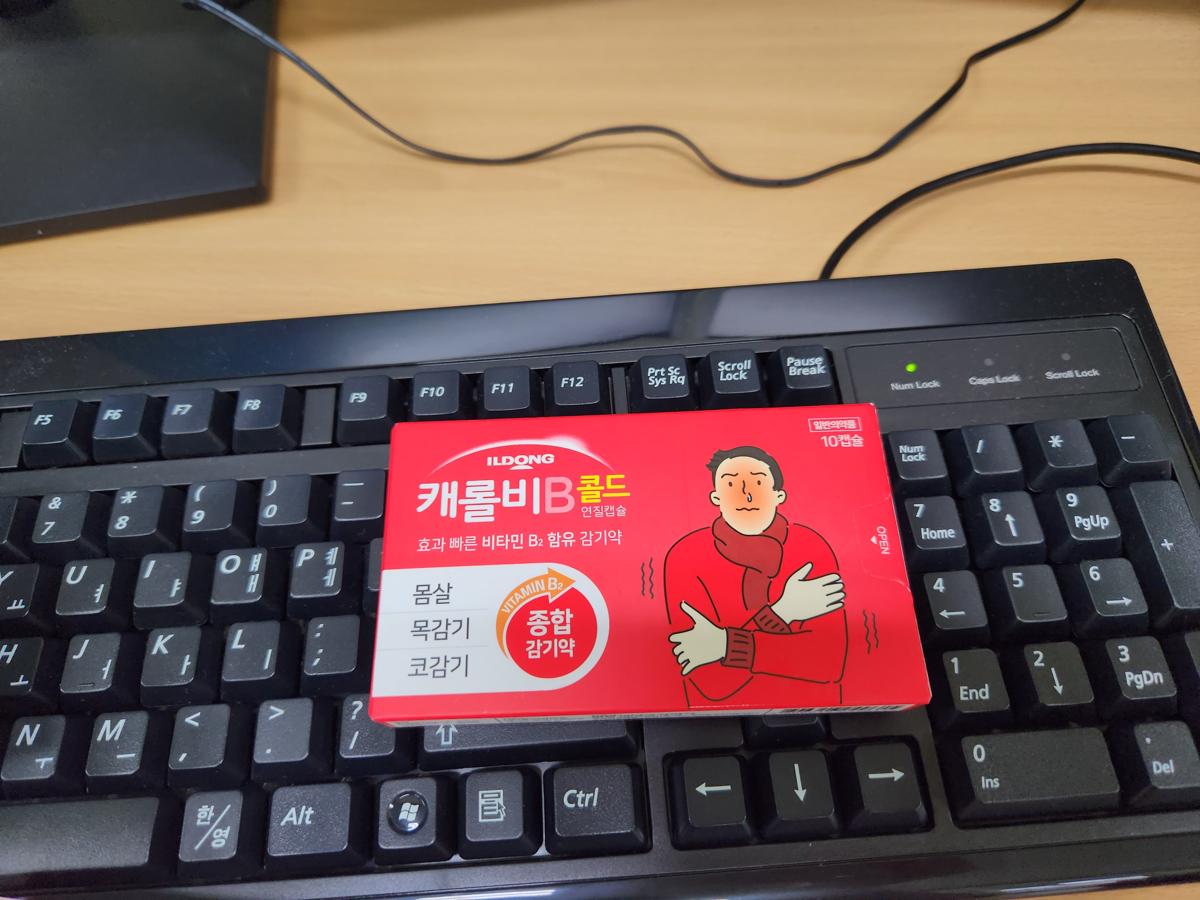 F5 F6 F7 F8 F9 F10 F11 F12 Prt Sc Sys Rq Scroll Lock Pause Break
Num Lock Caps Lock Scroll Lock
일반의약품
10캡슐
ILDONG
캐롤비B콜드
연질캡슐
효과 빠른 비타민 B₂ 함유 감기약
몸살
목감기
코감기
VITAMIN B₂
종합
감기약
OPEN
Num Lock / * -
& 7 * 8 ( 9 ) 0 _
7 Home 8 ↑ 9 PgUp +
Y ㅛ U ㅕ I ㅑ O ㅐ ㅒ P ㅔ ㅖ
4 ← 5 6 →
H ㅗ J ㅓ K ㅏ L ㅣ : ;
1 End 2 ↓ 3 PgDn
N ㅜ M ㅡ < , > . ? / ⇧
0 Ins . Del
한/영 Alt Ctrl ← ↓ →